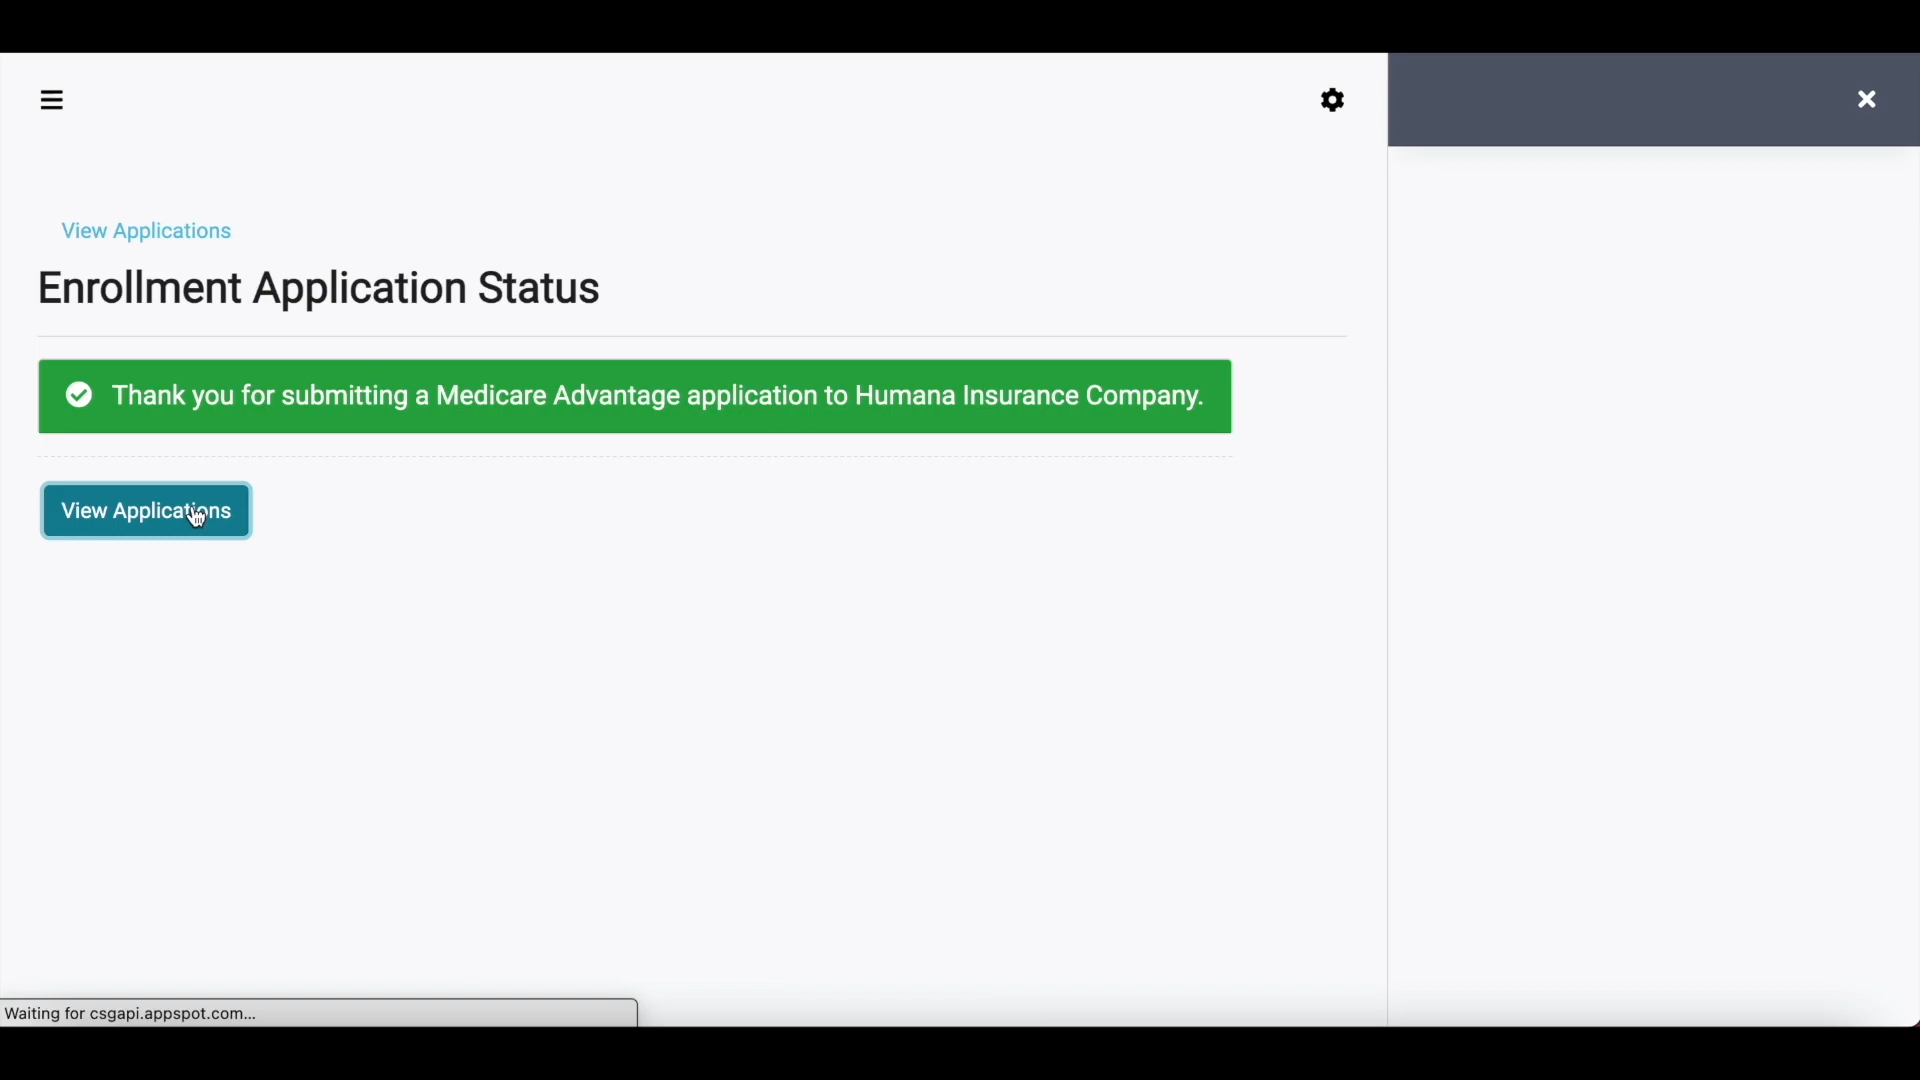 View Applications
Enrollment Application Status
Thank you for submitting a Medicare Advantage application to Humana Insurance Company.
View Applications
Waiting for csgapi.appspot.com...